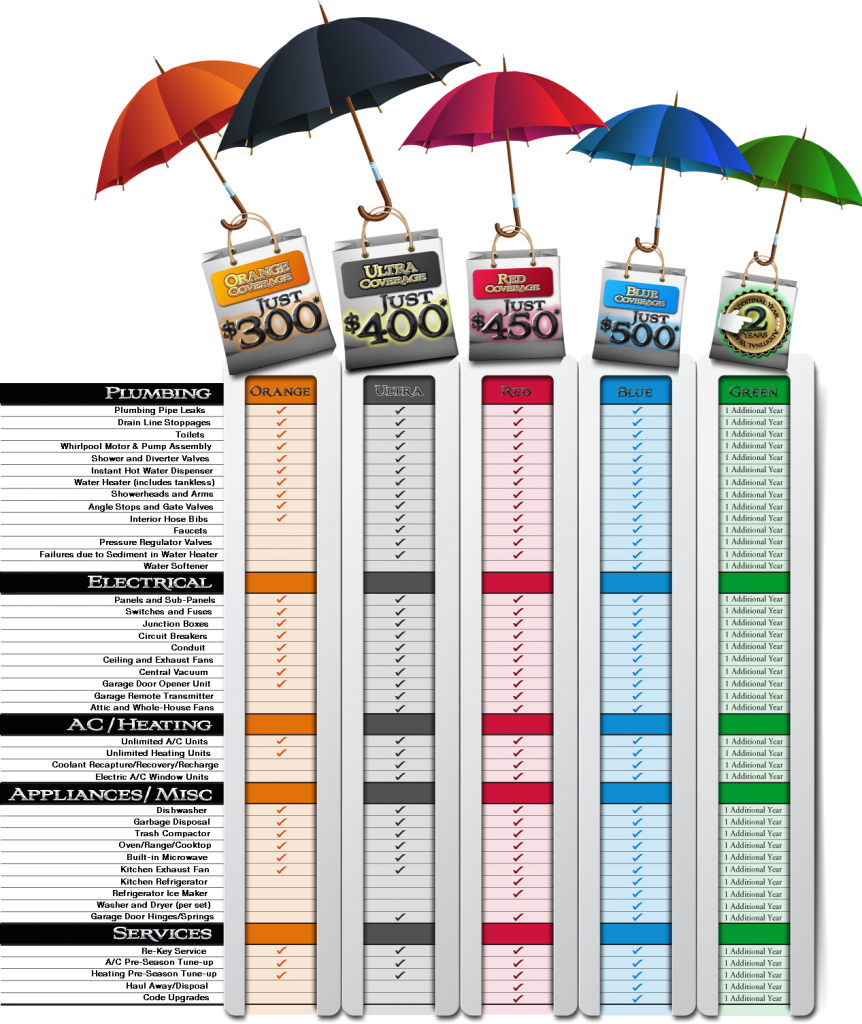 ORANGE
COVERAGE
JUST
$300*
ULTRA
COVERAGE
JUST
$400*
RED
COVERAGE
JUST
$450*
BLUE
COVERAGE
JUST
$500*
ADDITINAL YEAR
2
YEARS
ADDITINAL YEAR
PLUMBING ORANGE ULTRA RED BLUE GREEN
Plumbing Pipe Leaks 1 Additional Year
Drain Line Stoppages 1 Additional Year
Toilets 1 Additional Year
Whirlpool Motor & Pump Assembly 1 Additional Year
Shower and Diverter Valves 1 Additional Year
Instant Hot Water Dispenser 1 Additional Year
Water Heater (includes tankless) 1 Additional Year
Showerheads and Arms 1 Additional Year
Angle Stops and Gate Valves 1 Additional Year
Interior Hose Bibs 1 Additional Year
Faucets 1 Additional Year
Pressure Regulator Valves 1 Additional Year
Failures due to Sediment in Water Heater 1 Additional Year
Water Softener 1 Additional Year
ELECTRICAL
Panels and Sub-Panels 1 Additional Year
Switches and Fuses 1 Additional Year
Junction Boxes 1 Additional Year
Circuit Breakers 1 Additional Year
Conduit 1 Additional Year
Ceiling and Exhaust Fans 1 Additional Year
Central Vacuum 1 Additional Year
Garage Door Opener Unit 1 Additional Year
Garage Remote Transmitter 1 Additional Year
Attic and Whole-House Fans 1 Additional Year
AC/HEATING
Unlimited A/C Units 1 Additional Year
Unlimited Heating Units 1 Additional Year
Coolant Recapture/Recovery/Recharge 1 Additional Year
Electric A/C Window Units 1 Additional Year
APPLIANCES/MISC
Dishwasher 1 Additional Year
Garbage Disposal 1 Additional Year
Trash Compactor 1 Additional Year
Oven/Range/Cooktop 1 Additional Year
Built-in Microwave 1 Additional Year
Kitchen Exhaust Fan 1 Additional Year
Kitchen Refrigerator 1 Additional Year
Refrigerator Ice Maker 1 Additional Year
Washer and Dryer (per set) 1 Additional Year
Garage Door Hinges/Springs 1 Additional Year
SERVICES
Re-Key Service 1 Additional Year
A/C Pre-Season Tune-up 1 Additional Year
Heating Pre-Season Tune-up 1 Additional Year
Haul Away/Dispoal 1 Additional Year
Code Upgrades 1 Additional Year